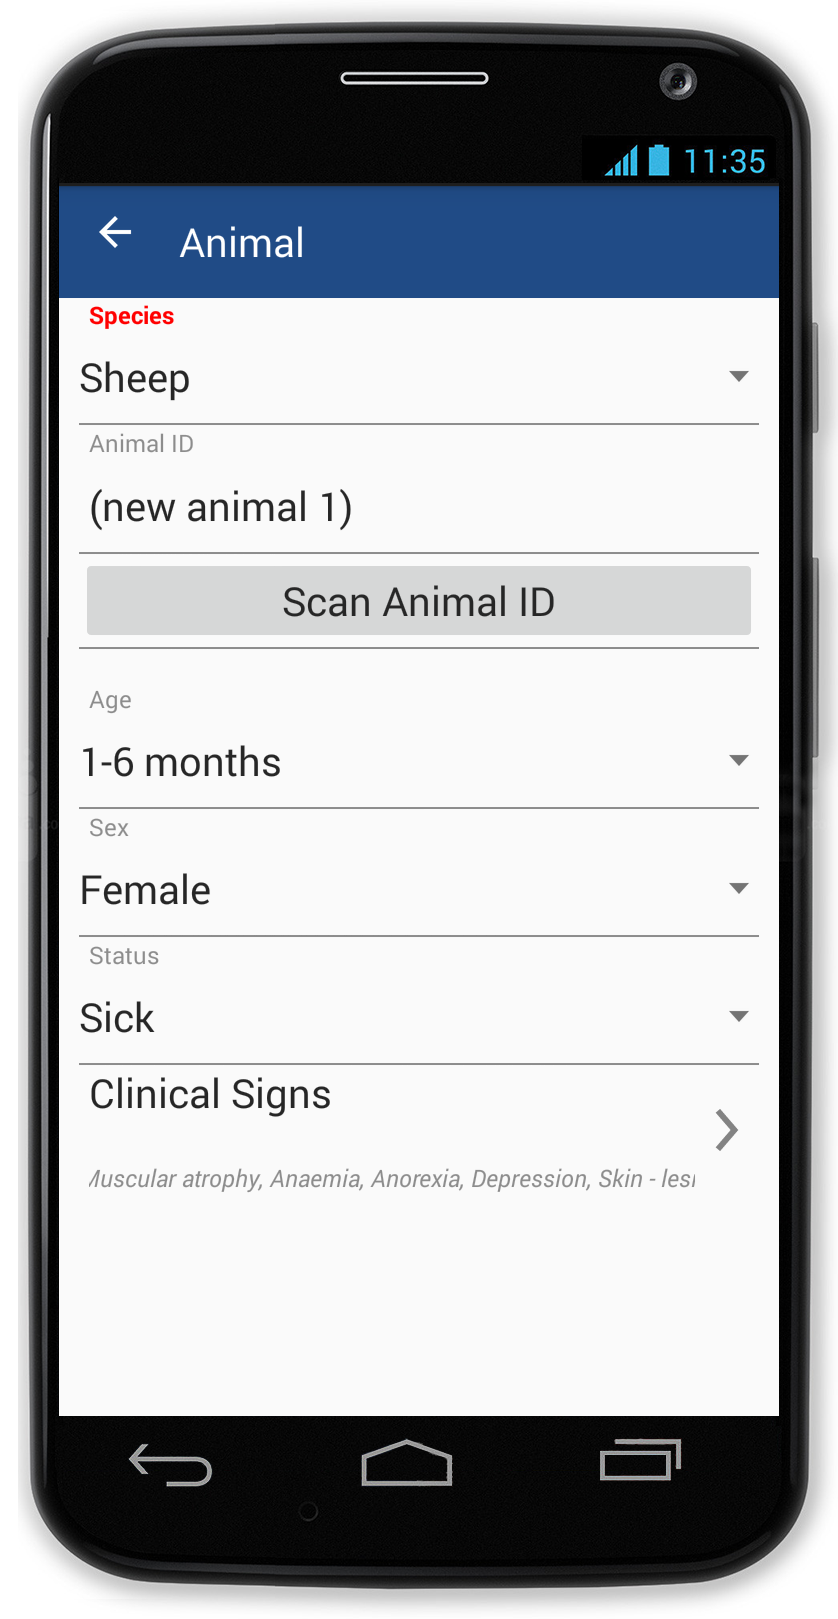 11:35
Animal
Species
Sheep
Animal ID
(new animal 1)
Scan Animal ID
Age
1-6 months
Sex
Female
Status
Sick
Clinical Signs
Muscular atrophy, Anaemia, Anorexia, Depression, Skin - lesi